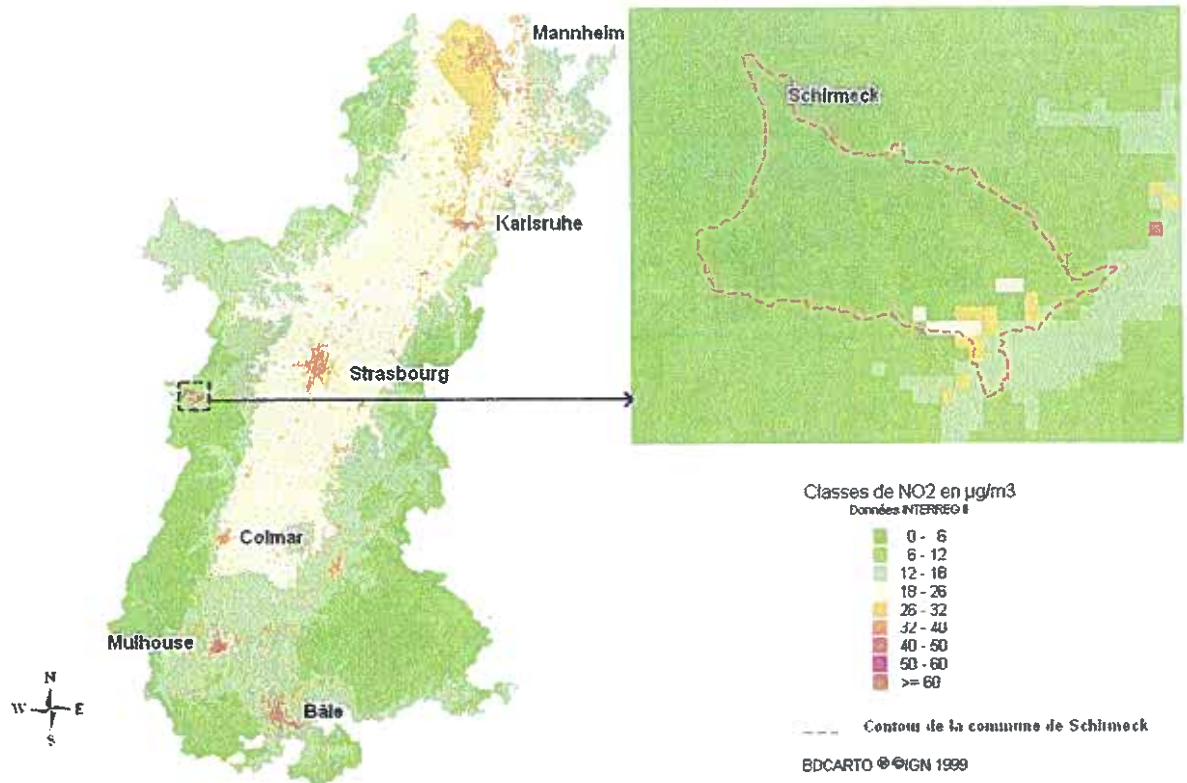 Mannheim
Schirmeck
Karlsruhe
Strasbourg
Colmar
Mulhouse
Bâle
N
W E
S
Classes de NO2 en µg/m3
Données INTERREG II
0 - 6
6 - 12
12 - 18
18 - 26
26 - 32
32 - 40
40 - 50
50 - 60
>= 60
Contour de la commune de Schirmeck
BDCARTO ® ©IGN 1999